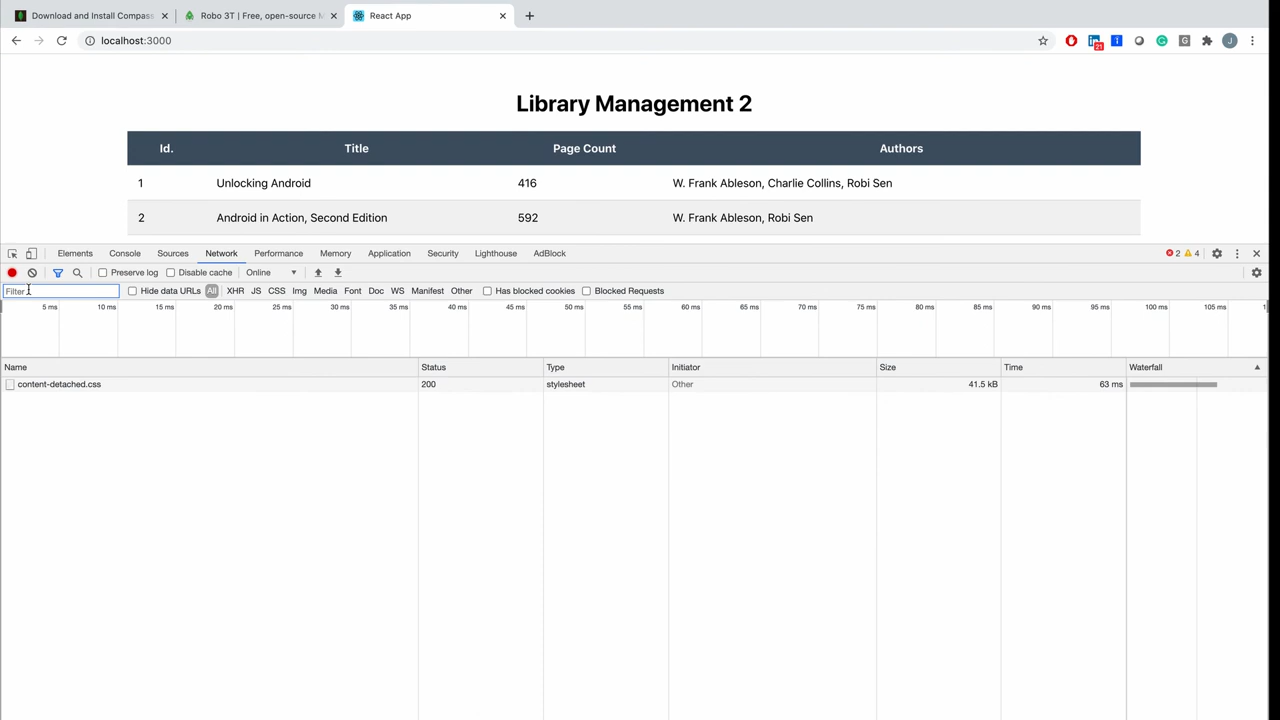 Download and Install Compass Robo 3T | Free, open-source M React App
localhost:3000 21 J
Library Management 2
Id. Title Page Count Authors
1 Unlocking Android 416 W. Frank Ableson, Charlie Collins, Robi Sen
2 Android in Action, Second Edition 592 W. Frank Ableson, Robi Sen
Elements Console Sources Network Performance Memory Application Security Lighthouse AdBlock 2 4
Preserve log Disable cache Online
Filter Hide data URLs All XHR JS CSS Img Media Font Doc WS Manifest Other Has blocked cookies Blocked Requests
5 ms 10 ms 15 ms 20 ms 25 ms 30 ms 35 ms 40 ms 45 ms 50 ms 55 ms 60 ms 65 ms 70 ms 75 ms 80 ms 85 ms 90 ms 95 ms 100 ms 105 ms 1
Name Status Type Initiator Size Time Waterfall
content-detached.css 200 stylesheet Other 41.5 kB 63 ms